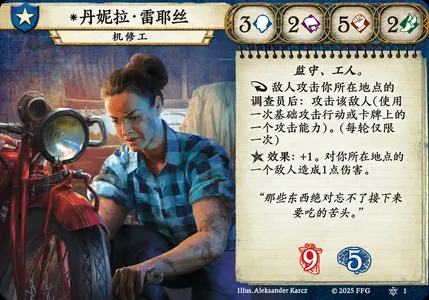 *丹妮拉·雷耶丝
机修工
3 2 5 2
监守、工人。
敌人攻击你所在地点的
调查员后：攻击该敌人(使用
一次基础攻击行动或卡牌上的
一个攻击能力)。(每轮仅限
一次)
效果：+1。对你所在地点的
一个敌人造成1点伤害。
“那些东西绝对忘不了接下来
要吃的苦头。”
9 5
Illus. Aleksander Karcz © 2025 FFG 1